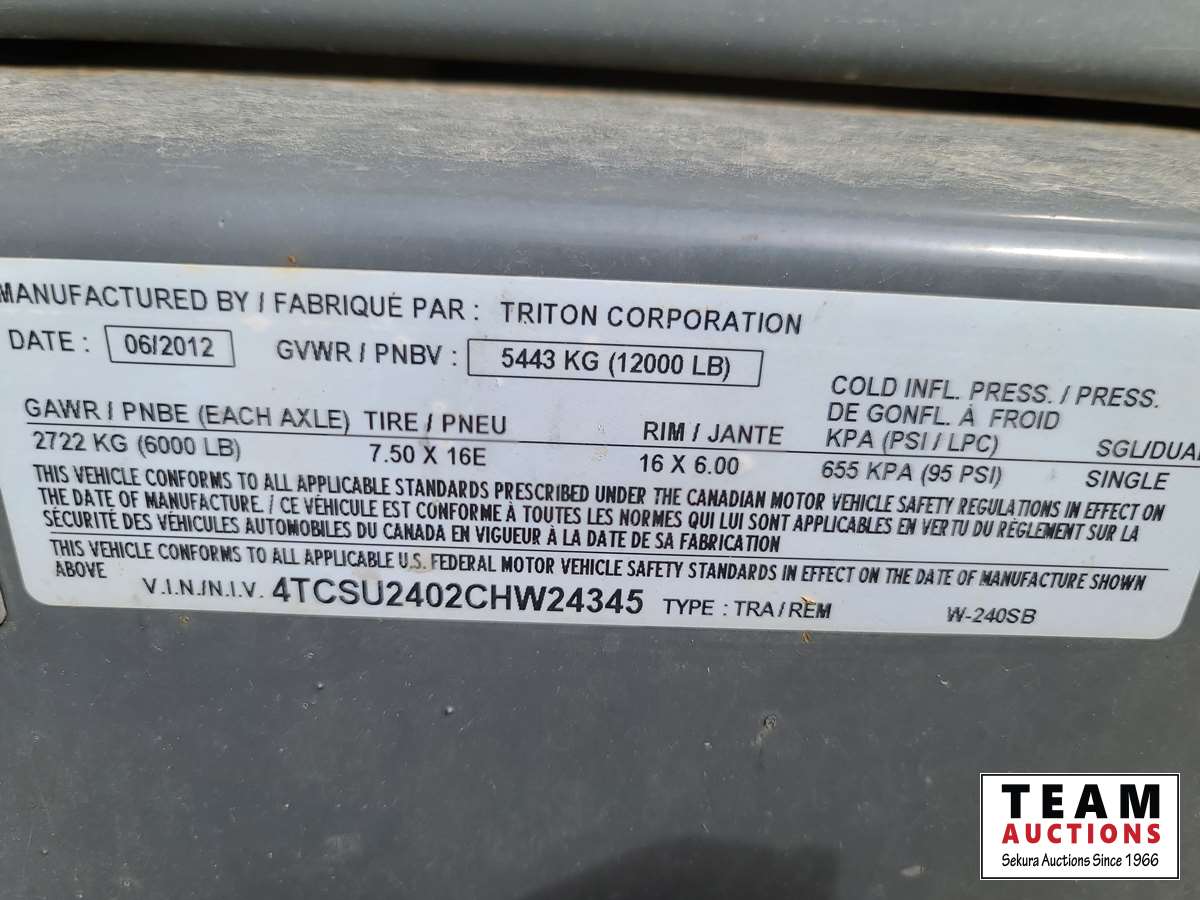 MANUFACTURED BY / FABRIQUÉ PAR : TRITON CORPORATION
DATE : 06/2012 GVWR / PNBV : 5443 KG (12000 LB)
COLD INFL. PRESS. / PRESS.
DE GONFL. À FROID
GAWR / PNBE (EACH AXLE) TIRE / PNEU RIM / JANTE KPA (PSI / LPC) SGL/DUAL
2722 KG (6000 LB) 7.50 X 16E 16 X 6.00 655 KPA (95 PSI) SINGLE
THIS VEHICLE CONFORMS TO ALL APPLICABLE STANDARDS PRESCRIBED UNDER THE CANADIAN MOTOR VEHICLE SAFETY REGULATIONS IN EFFECT ON
THE DATE OF MANUFACTURE. / CE VÉHICULE EST CONFORME À TOUTES LES NORMES QUI LUI SONT APPLICABLES EN VERTU DU RÈGLEMENT SUR LA
SÉCURITÉ DES VÉHICULES AUTOMOBILES DU CANADA EN VIGUEUR À LA DATE DE SA FABRICATION
THIS VEHICLE CONFORMS TO ALL APPLICABLE U.S. FEDERAL MOTOR VEHICLE SAFETY STANDARDS IN EFFECT ON THE DATE OF MANUFACTURE SHOWN
ABOVE
V.I.N./N.I.V. 4TCSU2402CHW24345 TYPE : TRA / REM W-240SB
TEAM
AUCTIONS
Sekura Auctions Since 1966